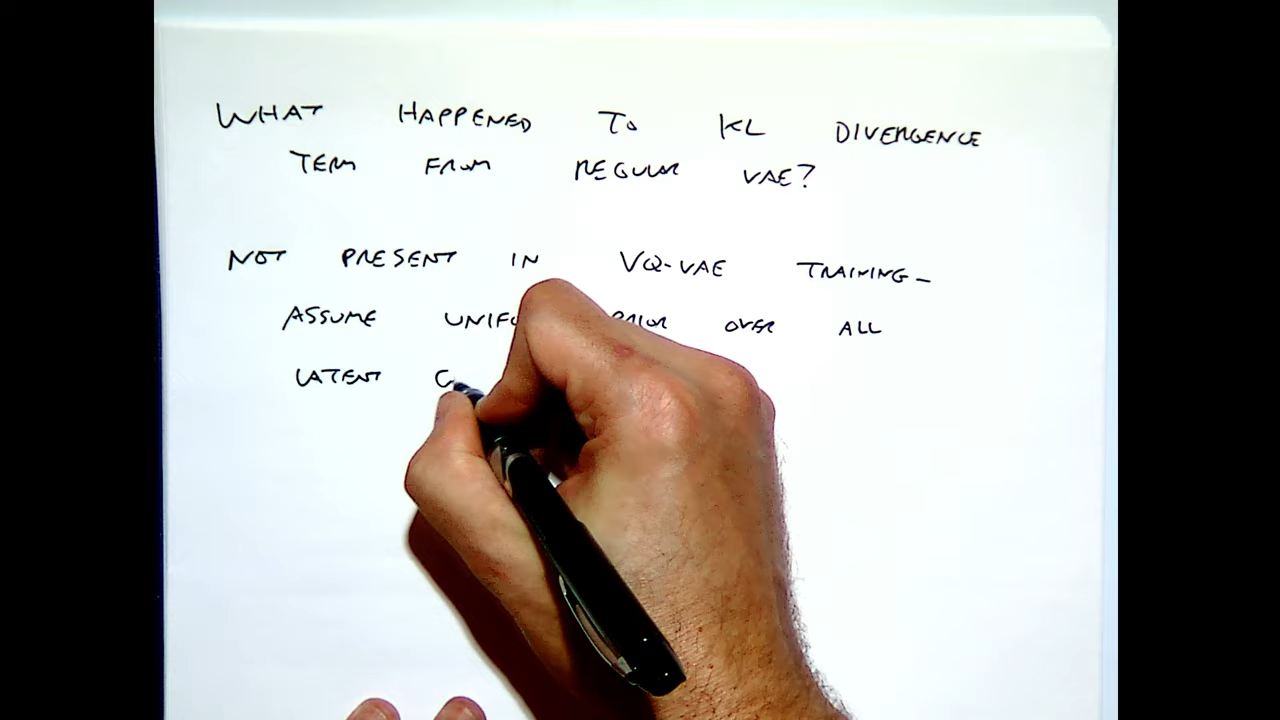 WHAT HAPPENED TO KL DIVERGENCE
TERM FROM REGULAR VAE?
NOT PRESENT IN VQ-VAE TRAINING-
ASSUME PRIOR OVER ALL
LATENT